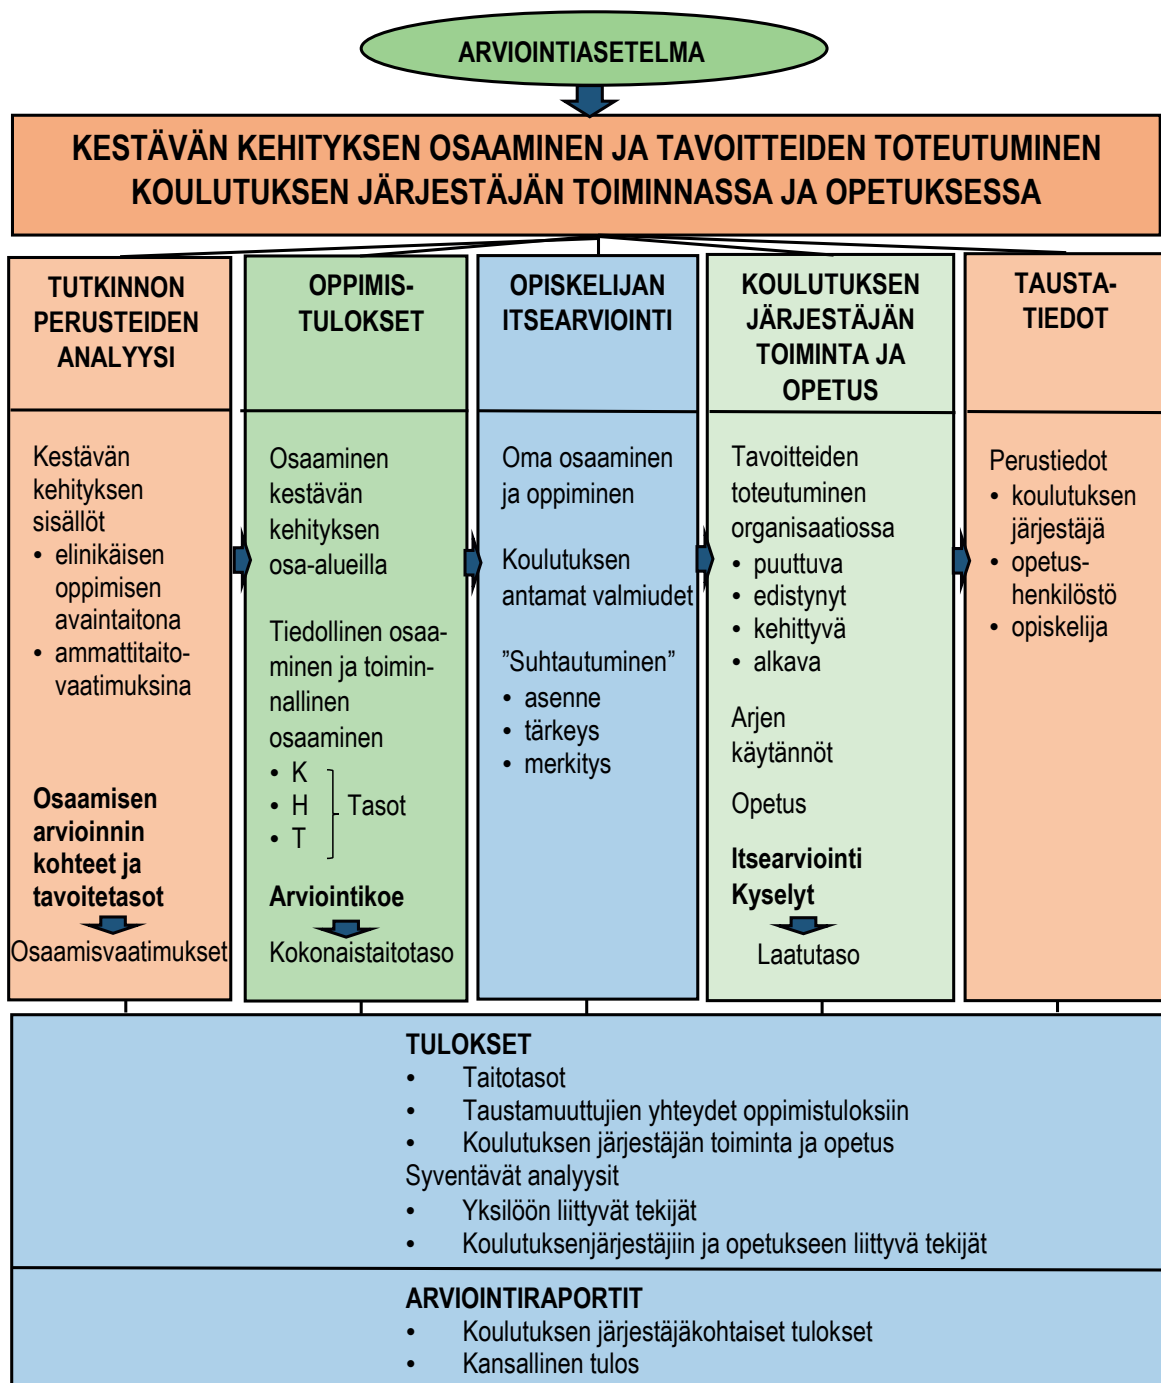 ARVIOINTIASETELMA
KESTÄVÄN KEHITYKSEN OSAAMINEN JA TAVOITTEIDEN TOTEUTUMINEN
KOULUTUKSEN JÄRJESTÄJÄN TOIMINNASSA JA OPETUKSESSA
TUTKINNON
PERUSTEIDEN
ANALYYSI
Kestävän
kehityksen
sisällöt
• elinikäisen
oppimisen
avaintaitona
• ammattitaito-
vaatimuksina
Osaamisen
arvioinnin
kohteet ja
tavoitetasot
Osaamisvaatimukset
OPPIMIS-
TULOKSET
Osaaminen
kestävän
kehityksen
osa-alueilla
Tiedollinen osaa-
minen ja toimin-
nallinen
osaaminen
• K
• H Tasot
• T
Arviointikoe
Kokonaistaitotaso
OPISKELIJAN
ITSEARVIOINTI
Oma osaaminen
ja oppiminen
Koulutuksen
antamat valmiudet
”Suhtautuminen”
• asenne
• tärkeys
• merkitys
KOULUTUKSEN
JÄRJESTÄJÄN
TOIMINTA JA
OPETUS
Tavoitteiden
toteutuminen
organisaatiossa
• puuttuva
• edistynyt
• kehittyvä
• alkava
Arjen
käytännöt
Opetus
Itsearviointi
Kyselyt
Laatutaso
TAUSTA-
TIEDOT
Perustiedot
• koulutuksen
järjestäjä
• opetus-
henkilöstö
• opiskelija
TULOKSET
• Taitotasot
• Taustamuuttujien yhteydet oppimistuloksiin
• Koulutuksen järjestäjän toiminta ja opetus
Syventävät analyysit
• Yksilöön liittyvät tekijät
• Koulutuksenjärjestäjiin ja opetukseen liittyvä tekijät
ARVIOINTIRAPORTIT
• Koulutuksen järjestäjäkohtaiset tulokset
• Kansallinen tulos